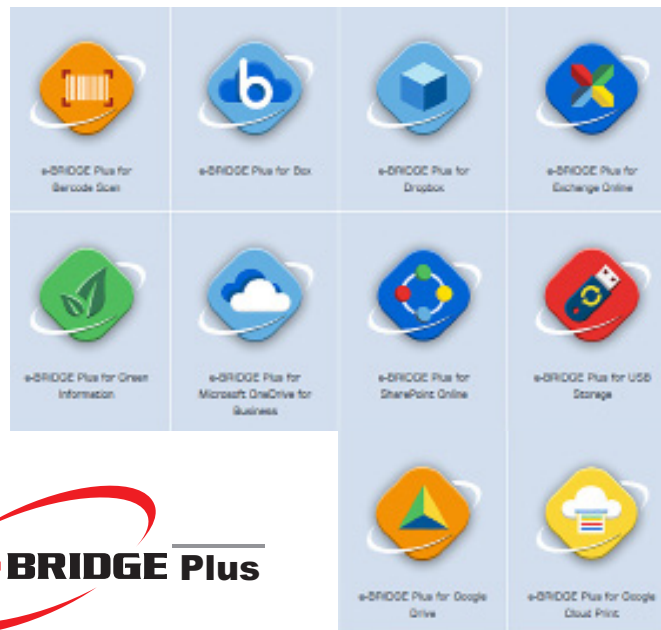 e-BRIDGE Plus for
Barcode Scan
e-BRIDGE Plus for Box
e-BRIDGE Plus for
Dropbox
e-BRIDGE Plus for
Exchange Online
e-BRIDGE Plus for Green
Information
e-BRIDGE Plus for
Microsoft OneDrive for
Business
e-BRIDGE Plus for
SharePoint Online
e-BRIDGE Plus for USB
Storage
BRIDGE Plus
e-BRIDGE Plus for Google
Drive
e-BRIDGE Plus for Google
Cloud Print